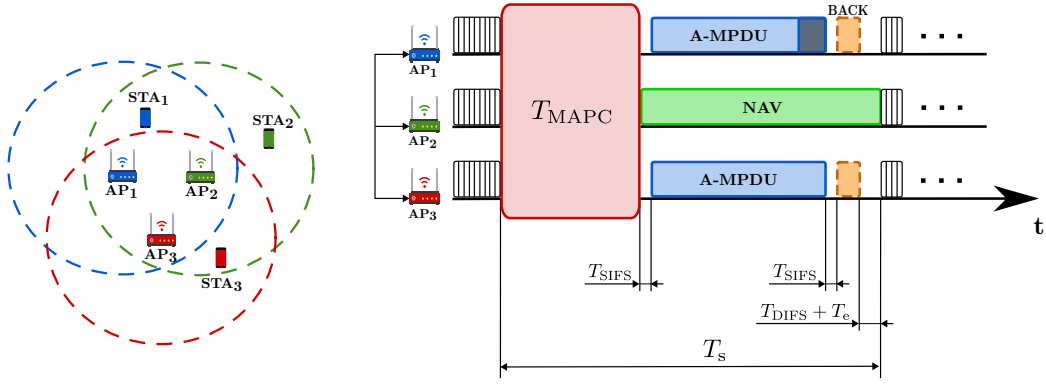 STA1
STA2
AP1
AP2
AP3
STA3
BACK
AP1
A-MPDU
TMAPC
AP2
NAV
AP3
A-MPDU
t
TSIFS
TSIFS
TDIFS + Te
Ts